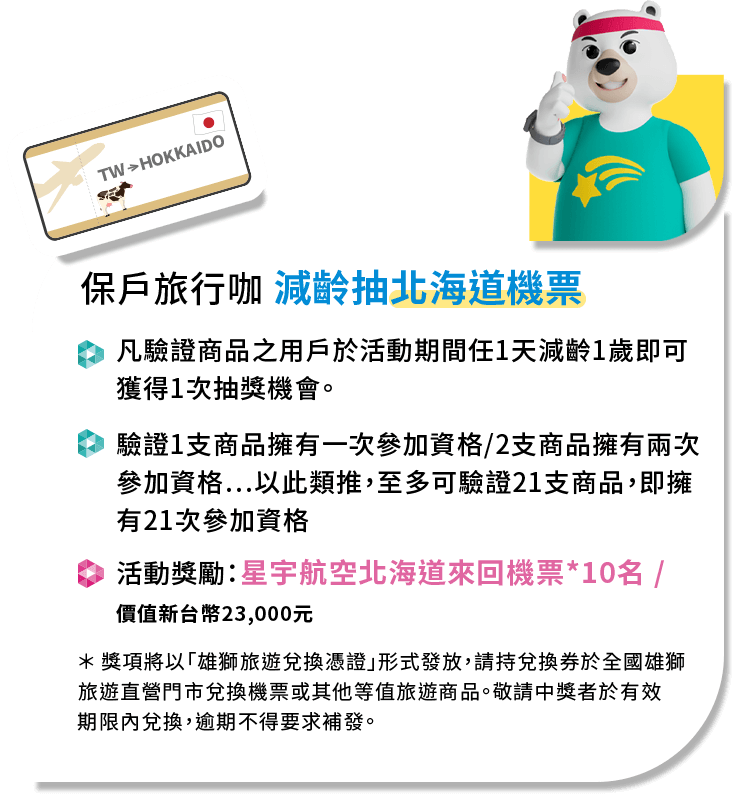 TW➔HOKKAIDO
保戶旅行咖 減齡抽北海道機票
凡驗證商品之用戶於活動期間任1天減齡1歲即可
獲得1次抽獎機會。
驗證1支商品擁有一次參加資格/2支商品擁有兩次
參加資格...以此類推,至多可驗證21支商品,即擁
有21次參加資格
活動獎勵:星宇航空北海道來回機票*10名 /
價值新台幣23,000元
＊ 獎項將以「雄獅旅遊兌換憑證」形式發放,請持兌換券於全國雄獅
旅遊直營門市兌換機票或其他等值旅遊商品。敬請中獎者於有效
期限內兌換,逾期不得要求補發。